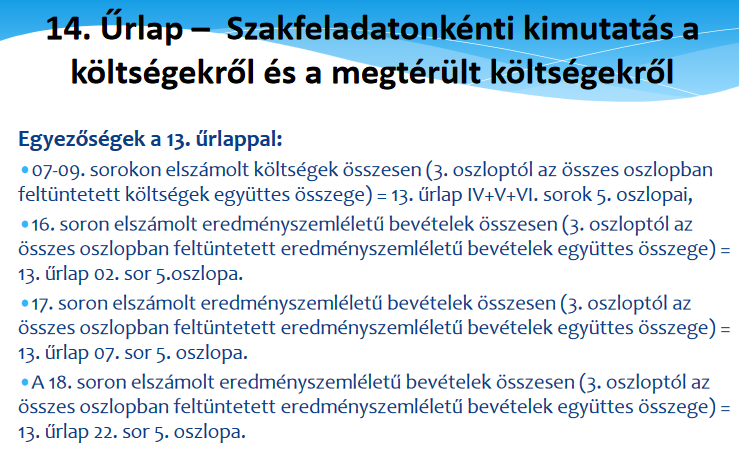 14. Űrlap – Szakfeladatonkénti kimutatás a
költségekről és a megtérült költségekről
Egyezőségek a 13. űrlappal:
•07-09. sorokon elszámolt költségek összesen (3. oszloptól az összes oszlopban
feltüntetett költségek együttes összege) = 13. űrlap IV+V+VI. sorok 5. oszlopai,
•16. soron elszámolt eredményszemléletű bevételek összesen (3. oszloptól az
összes oszlopban feltüntetett eredményszemléletű bevételek együttes összege) =
13. űrlap 02. sor 5.oszlopa.
•17. soron elszámolt eredményszemléletű bevételek összesen (3. oszloptól az
összes oszlopban feltüntetett eredményszemléletű bevételek együttes összege) =
13. űrlap 07. sor 5. oszlopa.
•A 18. soron elszámolt eredményszemléletű bevételek összesen (3. oszloptól az
összes oszlopban feltüntetett eredményszemléletű bevételek együttes összege) =
13. űrlap 22. sor 5. oszlopa.